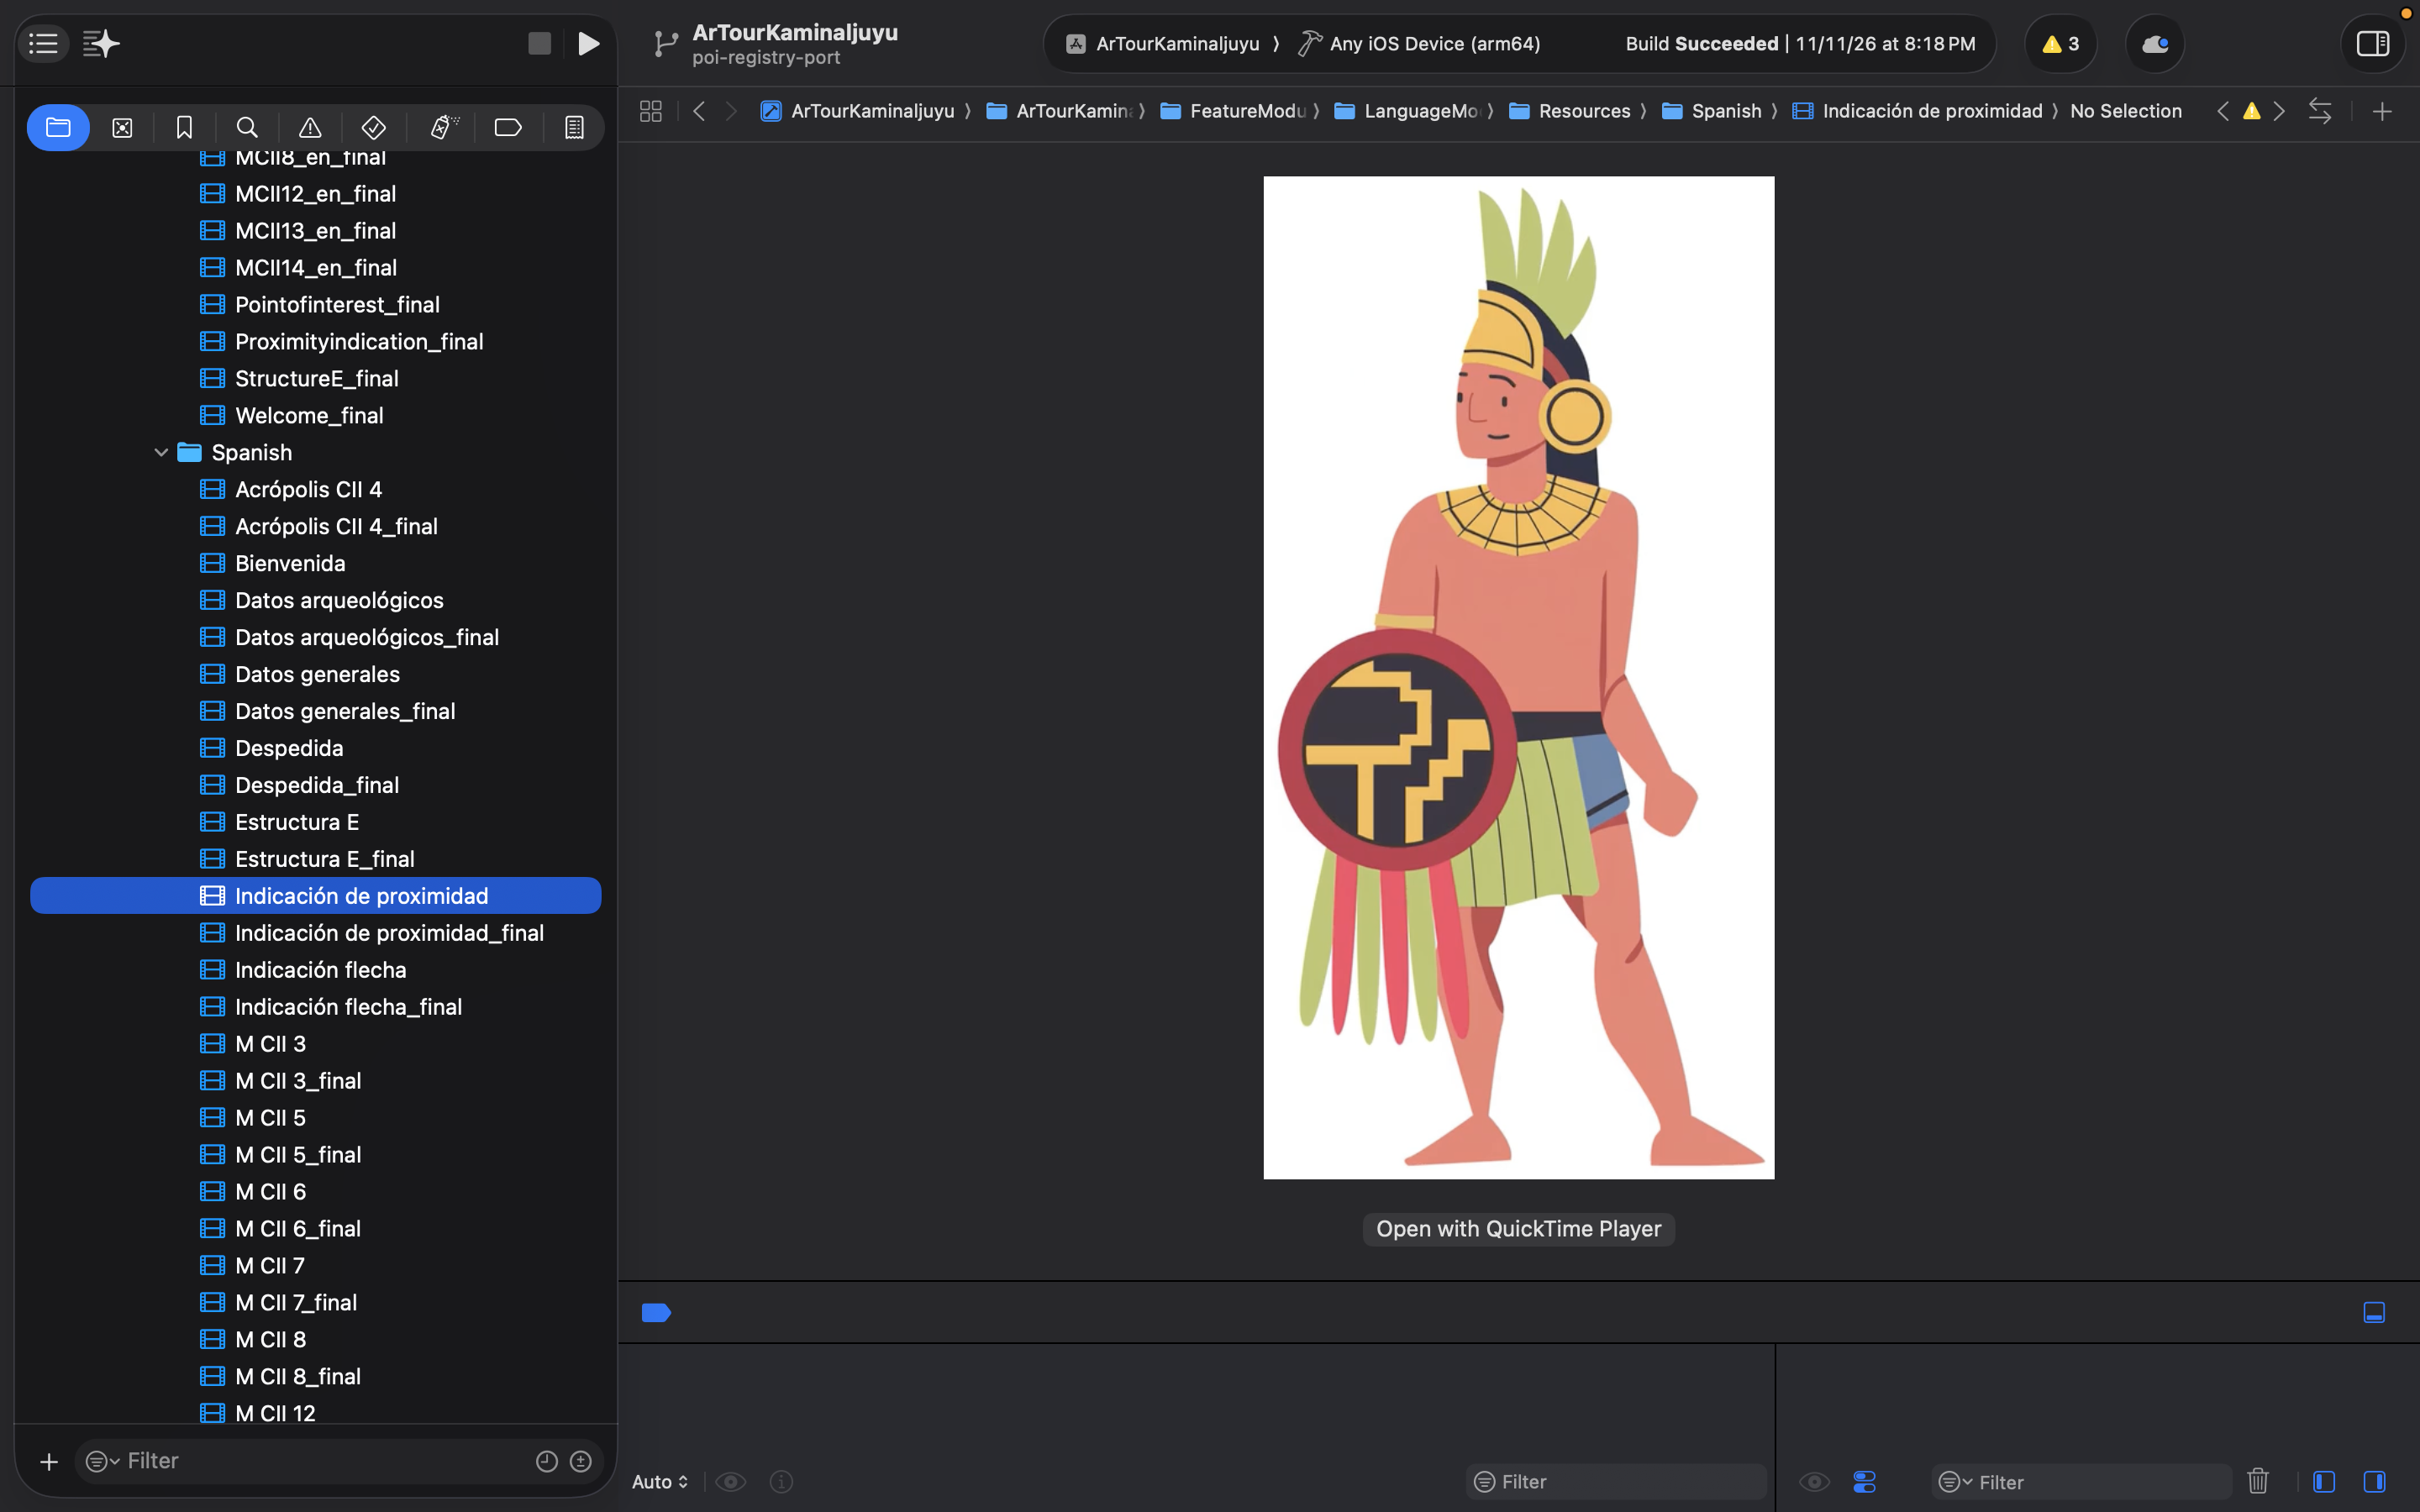 ArTourKaminaljuyu
poi-registry-port
ArTourKaminaljuyu
Any iOS Device (arm64)
Build Succeeded | 11/11/26 at 8:18 PM
3
ArTourKaminaljuyu
ArTourKamin
FeatureModu
LanguageMo
Resources
Spanish
Indicación de proximidad
No Selection
MCII8_en_final
MCII12_en_final
MCII13_en_final
MCII14_en_final
Pointofinterest_final
Proximityindication_final
StructureE_final
Welcome_final
Spanish
Acrópolis CII 4
Acrópolis CII 4_final
Bienvenida
Datos arqueológicos
Datos arqueológicos_final
Datos generales
Datos generales_final
Despedida
Despedida_final
Estructura E
Estructura E_final
Indicación de proximidad
Indicación de proximidad_final
Indicación flecha
Indicación flecha_final
M CII 3
M CII 3_final
M CII 5
M CII 5_final
M CII 6
M CII 6_final
M CII 7
M CII 7_final
M CII 8
M CII 8_final
M CII 12
Filter
Open with QuickTime Player
Auto
Filter
Filter